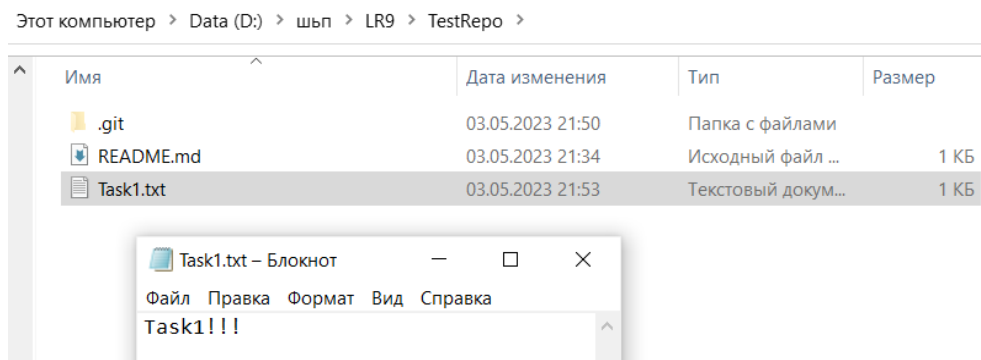 Этот компьютер > Data (D:) > шьп > LR9 > TestRepo >
Имя Дата изменения Тип Размер
.git 03.05.2023 21:50 Папка с файлами
README.md 03.05.2023 21:34 Исходный файл ... 1 КБ
Task1.txt 03.05.2023 21:53 Текстовый докум... 1 КБ
Task1.txt – Блокнот
Файл Правка Формат Вид Справка
Task1!!!